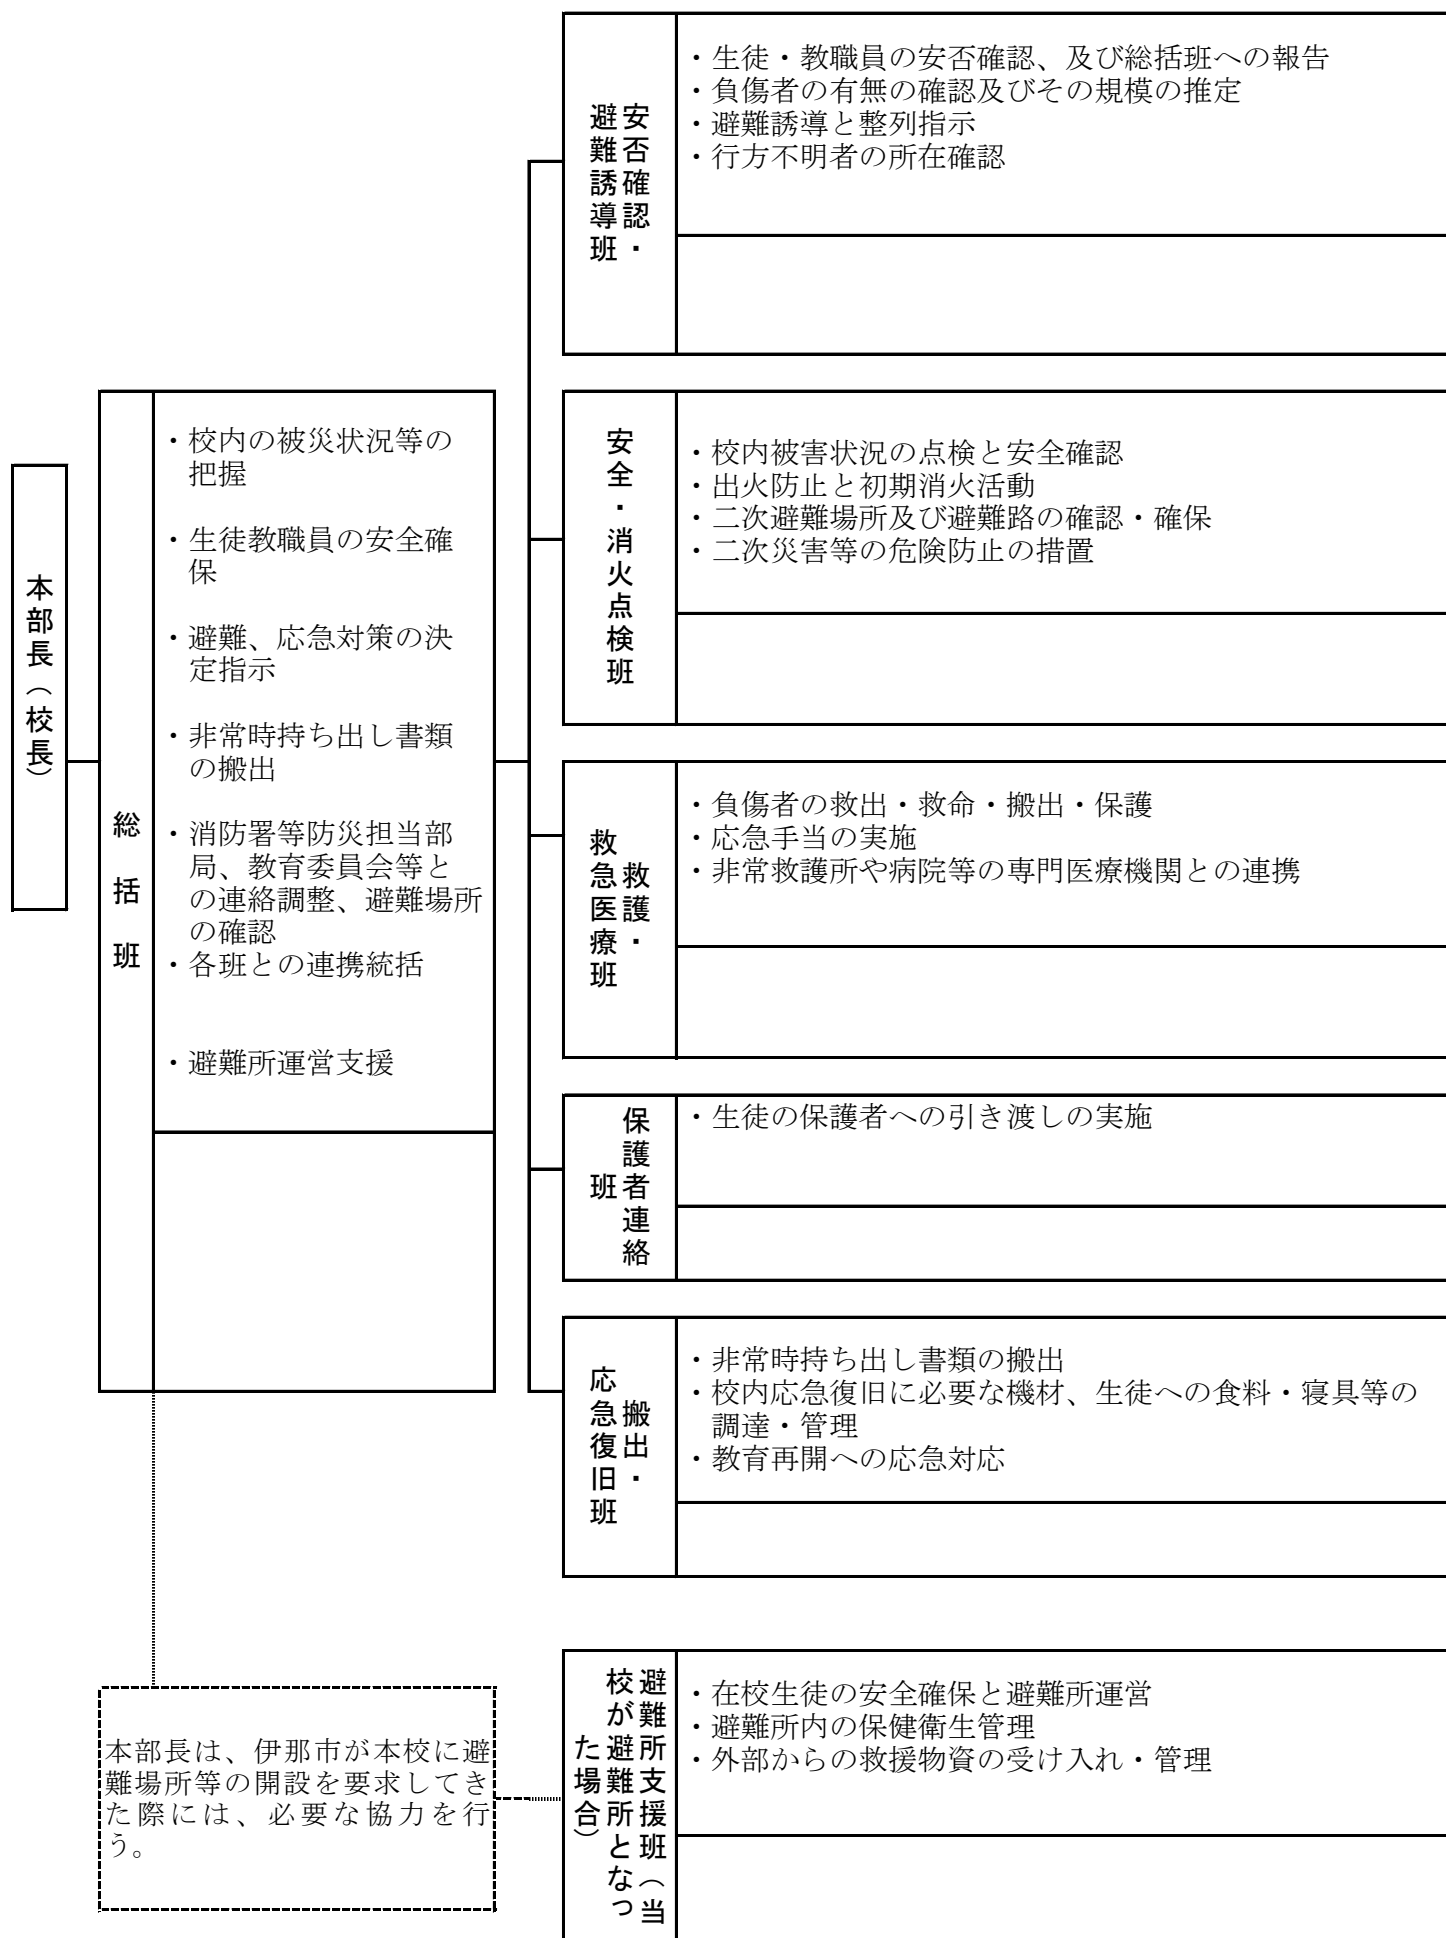 本部長（校長）
総括班
・校内の被災状況等の
把握
・生徒教職員の安全確
保
・避難、応急対策の決
定指示
・非常時持ち出し書類
の搬出
・消防署等防災担当部
局、教育委員会等と
の連絡調整、避難場所
の確認
・各班との連携統括
・避難所運営支援
安否確認・
避難誘導班
・生徒・教職員の安否確認、及び総括班への報告
・負傷者の有無の確認及びその規模の推定
・避難誘導と整列指示
・行方不明者の所在確認
安全・消火点検班
・校内被害状況の点検と安全確認
・出火防止と初期消火活動
・二次避難場所及び避難路の確認・確保
・二次災害等の危険防止の措置
救護・
救急医療班
・負傷者の救出・救命・搬出・保護
・応急手当の実施
・非常救護所や病院等の専門医療機関との連携
保護者連絡
班
・生徒の保護者への引き渡しの実施
搬出・
応急復旧班
・非常時持ち出し書類の搬出
・校内応急復旧に必要な機材、生徒への食料・寝具等の
調達・管理
・教育再開への応急対応
本部長は、伊那市が本校に避
難場所等の開設を要求してき
た際には、必要な協力を行
う。
避難所支援班（当
校が避難所となっ
た場合）
・在校生徒の安全確保と避難所運営
・避難所内の保健衛生管理
・外部からの救援物資の受け入れ・管理